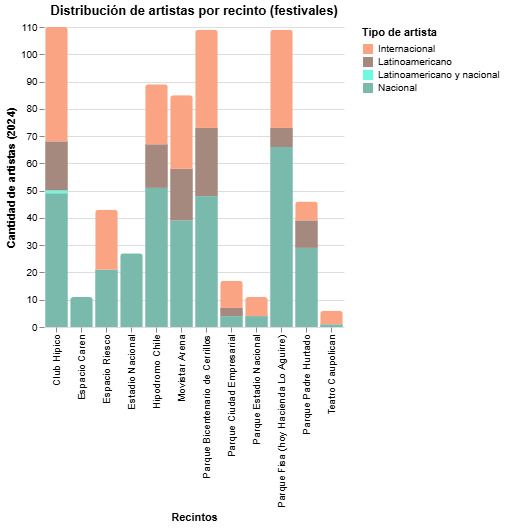 Distribución de artistas por recinto (festivales)
Tipo de artista
Internacional
Latinoamericano
Latinoamericano y nacional
Nacional
Cantidad de artistas (2024)
110
100
90
80
70
60
50
40
30
20
10
0
Club Hípico
Espacio Caren
Espacio Riesco
Estadio Nacional
Hipodromo Chile
Movistar Arena
Parque Bicentenario de Cerrillos
Parque Ciudad Empresarial
Parque Estadio Nacional
Parque Fisa (hoy Hacienda Lo Aguirre)
Parque Padre Hurtado
Teatro Caupolican
Recintos